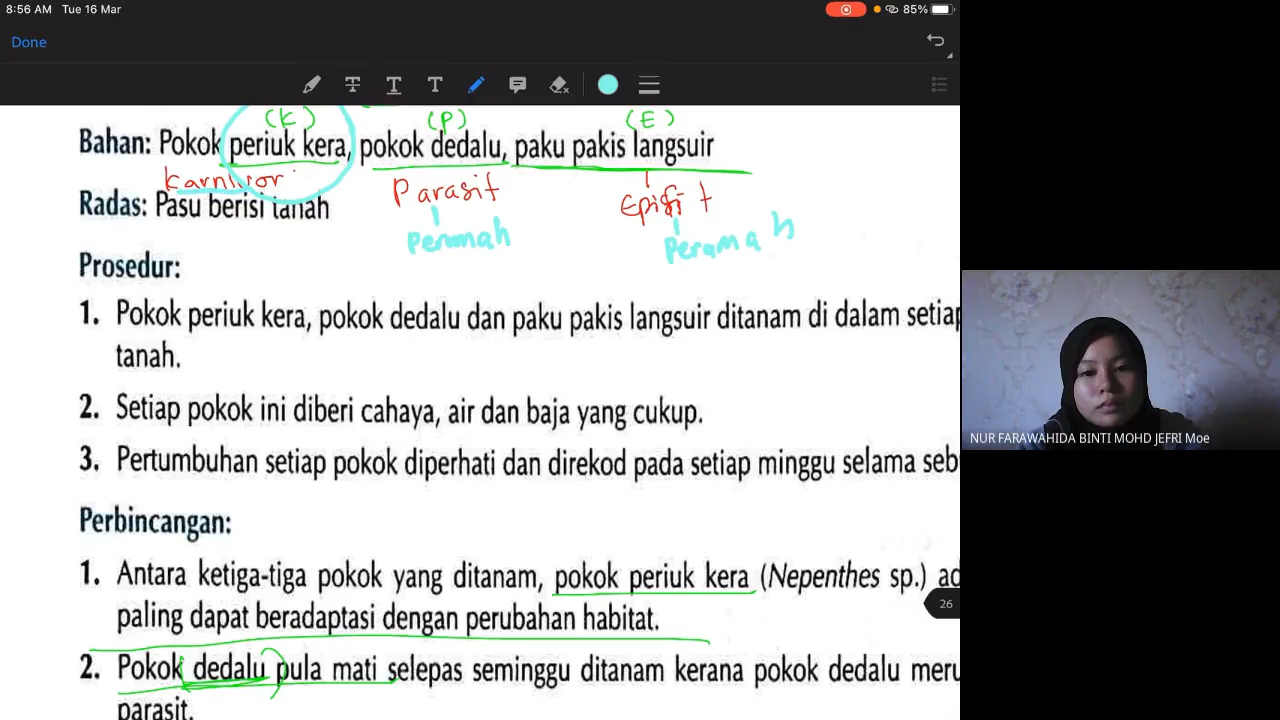 8:56 AM Tue 16 Mar
85%
Done
T T
(K) (P) (E)
Bahan: Pokok periuk kera, pokok dedalu, paku pakis langsuir
Karnivor Parasit Epifit
Radas: Pasu berisi tanah
Perumah Perumah
Prosedur:
1. Pokok periuk kera, pokok dedalu dan paku pakis langsuir ditanam di dalam setiap
tanah.
2. Setiap pokok ini diberi cahaya, air dan baja yang cukup.
3. Pertumbuhan setiap pokok diperhati dan direkod pada setiap minggu selama seb
Perbincangan:
1. Antara ketiga-tiga pokok yang ditanam, pokok periuk kera (Nepenthes sp.) ad
paling dapat beradaptasi dengan perubahan habitat.
26
2. Pokok dedalu pula mati selepas seminggu ditanam kerana pokok dedalu meru
parasit.
NUR FARAWAHIDA BINTI MOHD JEFRI Moe